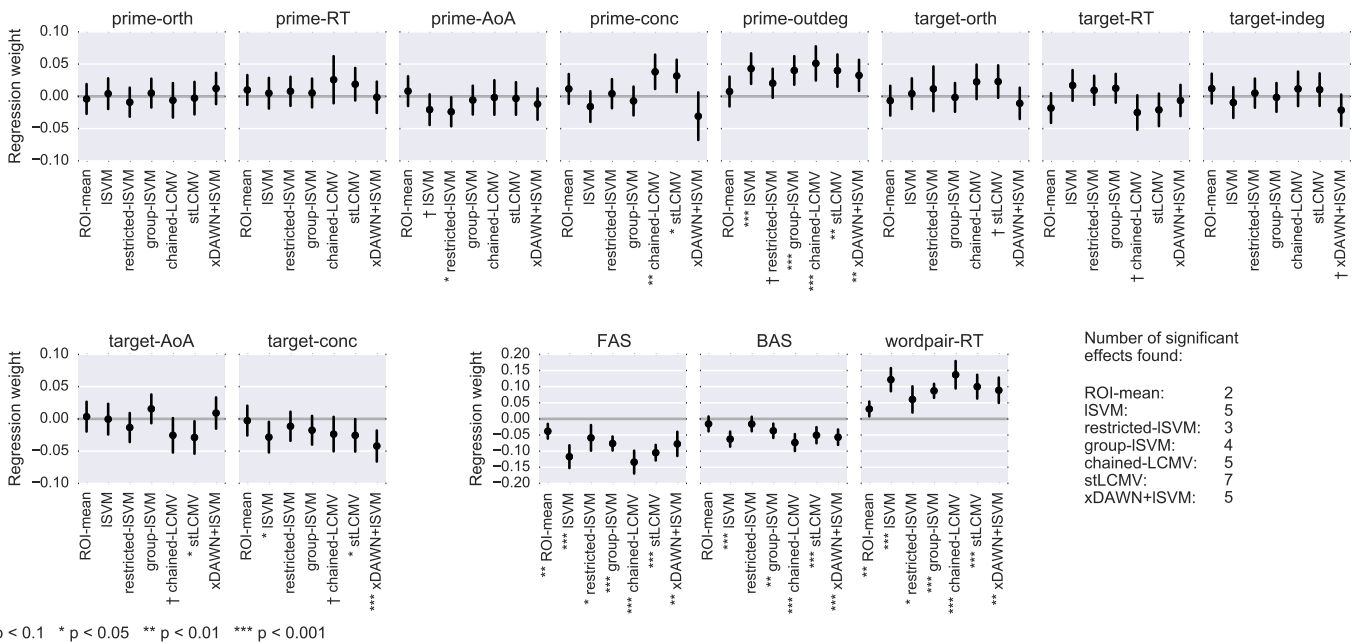 prime-orth prime-RT prime-AoA prime-conc prime-outdeg target-orth target-RT target-indeg
Regression weight
0.10
0.05
0.00
−0.05
−0.10
ROI-mean lSVM restricted-lSVM group-lSVM chained-LCMV stLCMV xDAWN+lSVM
ROI-mean lSVM restricted-lSVM group-lSVM chained-LCMV stLCMV xDAWN+lSVM
ROI-mean † lSVM * restricted-lSVM group-lSVM chained-LCMV stLCMV xDAWN+lSVM
ROI-mean lSVM restricted-lSVM group-lSVM ** chained-LCMV * stLCMV xDAWN+lSVM
ROI-mean *** lSVM † restricted-lSVM *** group-lSVM *** chained-LCMV ** stLCMV ** xDAWN+lSVM
ROI-mean lSVM restricted-lSVM group-lSVM chained-LCMV † stLCMV xDAWN+lSVM
ROI-mean lSVM restricted-lSVM group-lSVM † chained-LCMV stLCMV xDAWN+lSVM
ROI-mean lSVM restricted-lSVM group-lSVM chained-LCMV stLCMV † xDAWN+lSVM
target-AoA target-conc FAS BAS wordpair-RT
Regression weight
0.10
0.05
0.00
−0.05
−0.10
Regression weight
0.20
0.15
0.10
0.05
0.00
−0.05
−0.10
−0.15
−0.20
ROI-mean lSVM restricted-lSVM group-lSVM † chained-LCMV * stLCMV xDAWN+lSVM
ROI-mean * lSVM restricted-lSVM group-lSVM † chained-LCMV * stLCMV *** xDAWN+lSVM
** ROI-mean *** lSVM * restricted-lSVM *** group-lSVM *** chained-LCMV *** stLCMV ** xDAWN+lSVM
ROI-mean *** lSVM restricted-lSVM ** group-lSVM *** chained-LCMV *** stLCMV *** xDAWN+lSVM
** ROI-mean *** lSVM * restricted-lSVM *** group-lSVM *** chained-LCMV *** stLCMV ** xDAWN+lSVM
Number of significant
effects found:
ROI-mean: 2
lSVM: 5
restricted-lSVM: 3
group-lSVM: 4
chained-LCMV: 5
stLCMV: 7
xDAWN+lSVM: 5
p < 0.1 * p < 0.05 ** p < 0.01 *** p < 0.001